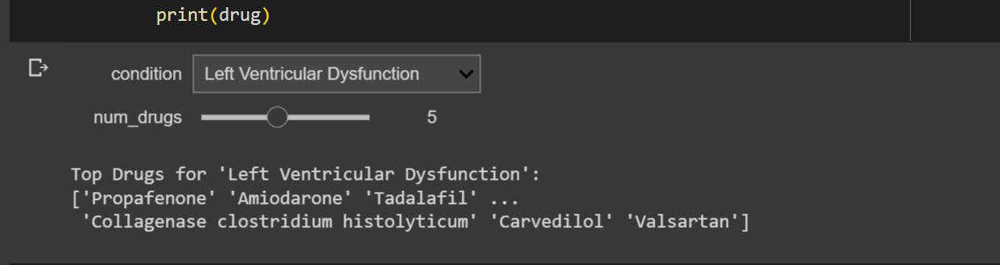 print(drug)
condition Left Ventricular Dysfunction
num_drugs 5
Top Drugs for 'Left Ventricular Dysfunction':
['Propafenone' 'Amiodarone' 'Tadalafil' ...
'Collagenase clostridium histolyticum' 'Carvedilol' 'Valsartan']